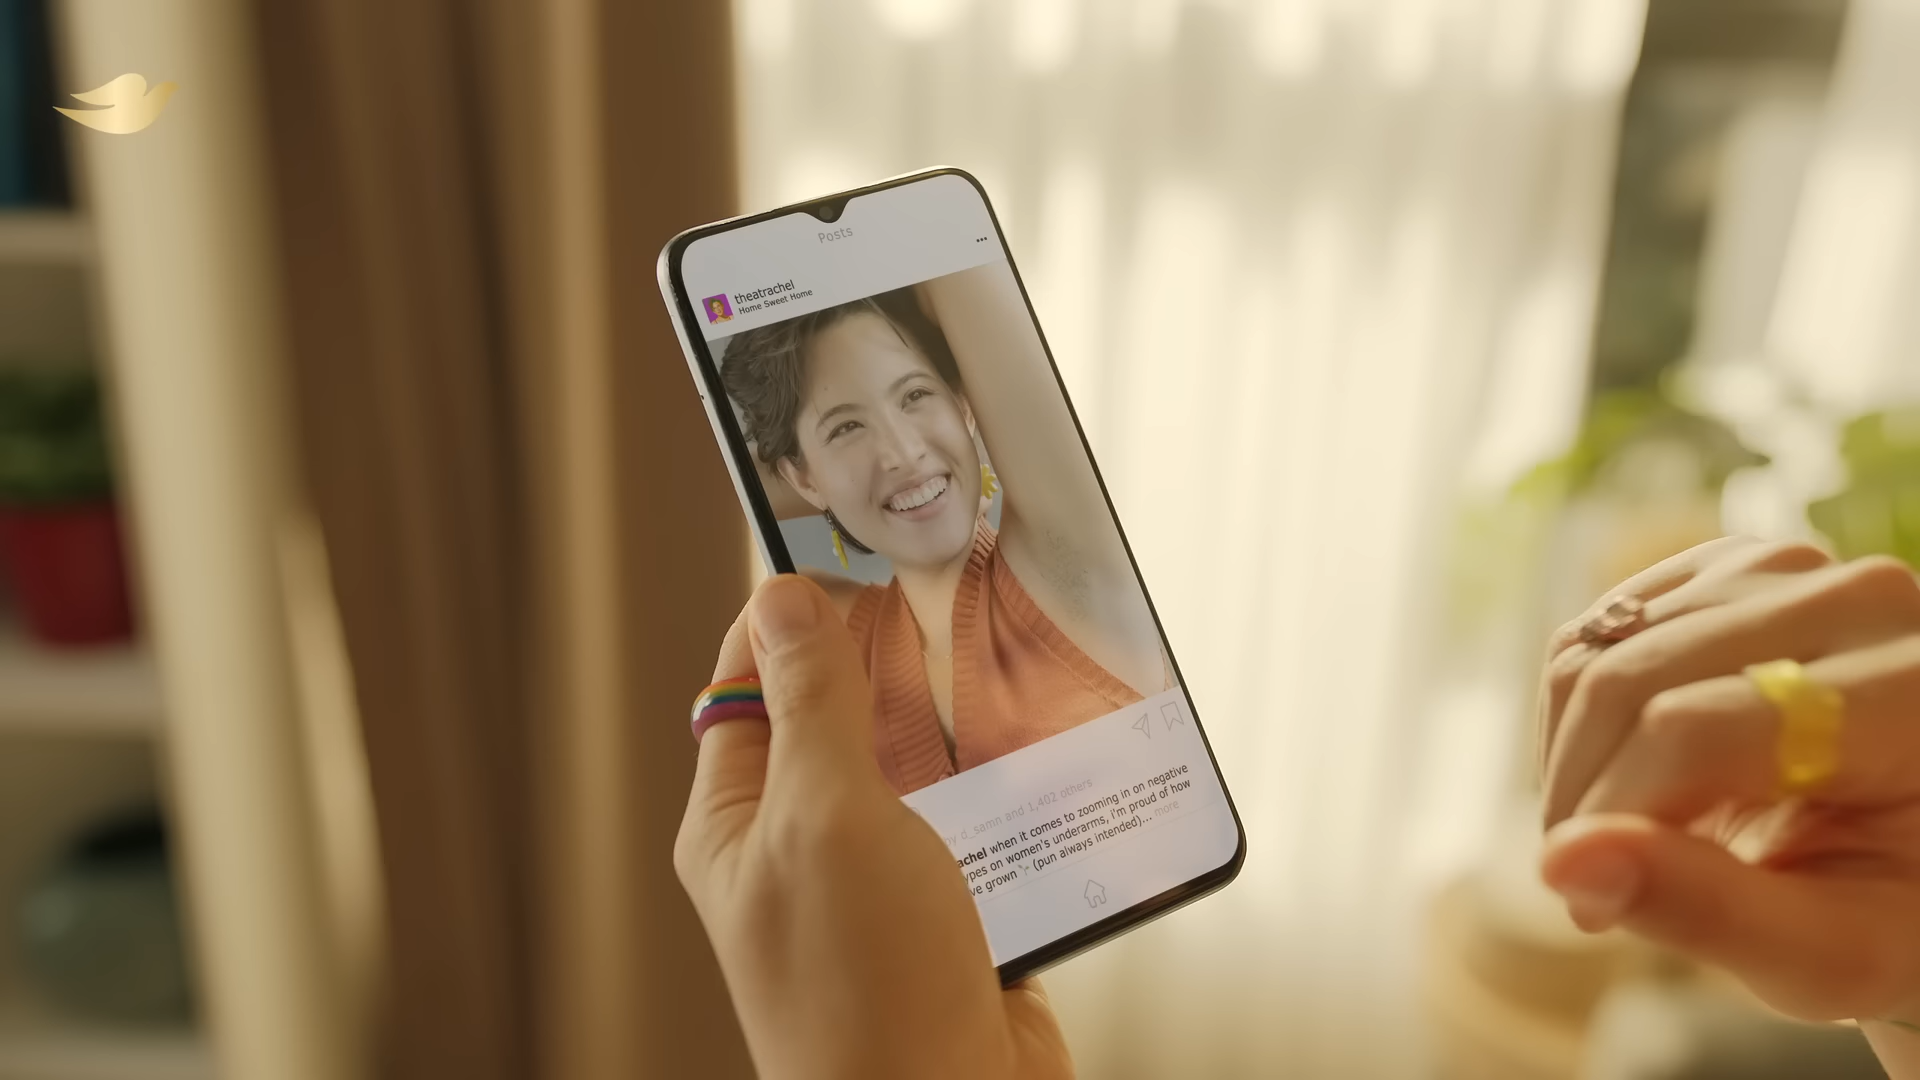 Posts
theatrachel
Home Sweet Home
by d_samn and 1,402 others
achel when it comes to zooming in on negative
ypes on women's underarms, i'm proud of how
ve grown (pun always intended)... more